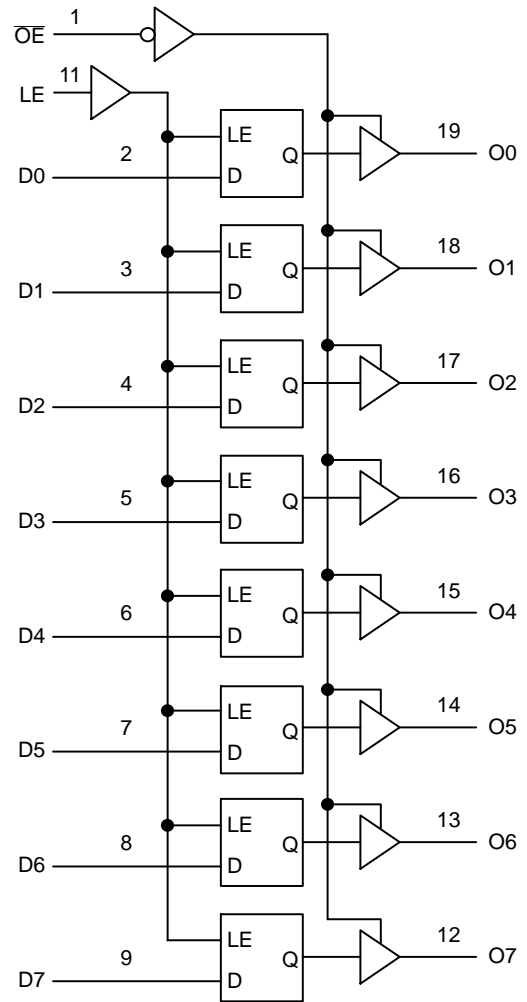 OE 1
LE 11
D0 2 LE D Q 19 O0
D1 3 LE D Q 18 O1
D2 4 LE D Q 17 O2
D3 5 LE D Q 16 O3
D4 6 LE D Q 15 O4
D5 7 LE D Q 14 O5
D6 8 LE D Q 13 O6
D7 9 LE D Q 12 O7